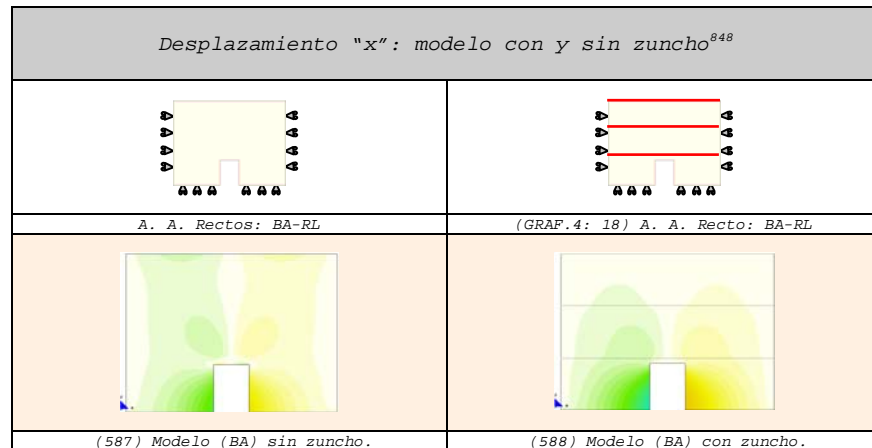 Desplazamiento "x": modelo con y sin zuncho848
A. A. Rectos: BA-RL
(GRAF.4: 18) A. A. Recto: BA-RL
(587) Modelo (BA) sin zuncho.
(588) Modelo (BA) con zuncho.